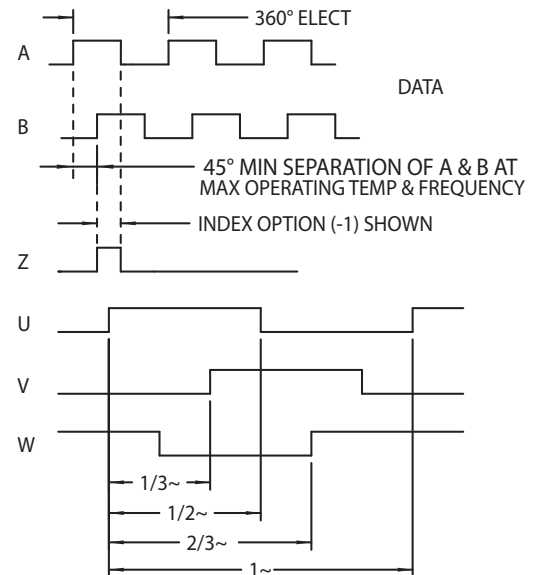 360° ELECT
A
DATA
B
45° MIN SEPARATION OF A & B AT
MAX OPERATING TEMP & FREQUENCY
INDEX OPTION (-1) SHOWN
Z
U
V
W
1/3~
1/2~
2/3~
1~